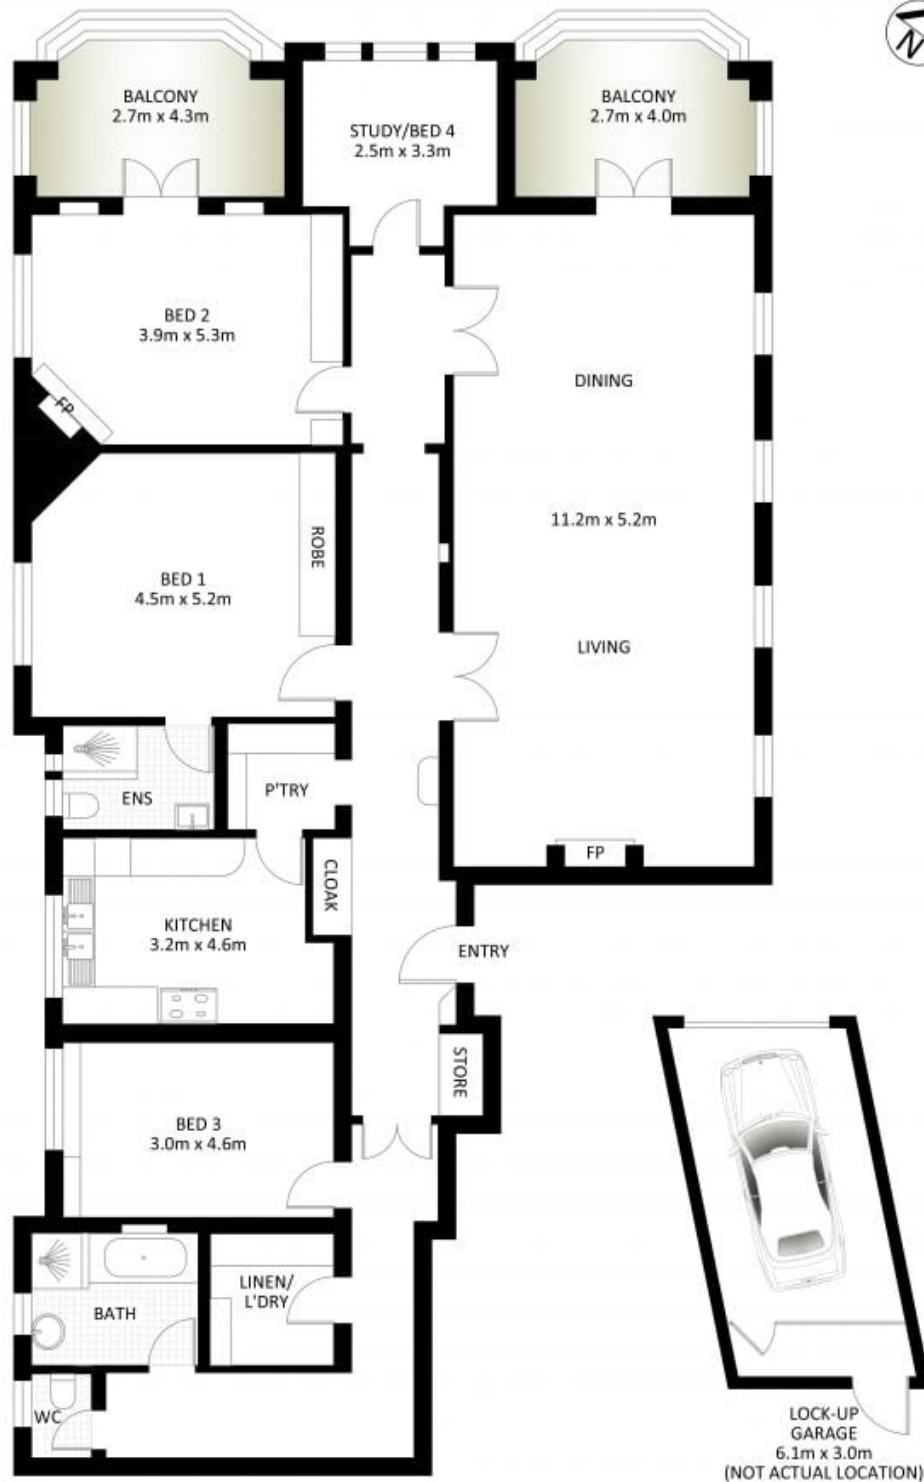 N
BALCONY
2.7m x 4.3m
STUDY/BED 4
2.5m x 3.3m
BALCONY
2.7m x 4.0m
BED 2
3.9m x 5.3m
FP
DINING
11.2m x 5.2m
LIVING
FP
ROBE
BED 1
4.5m x 5.2m
ENS
P'TRY
CLOAK
KITCHEN
3.2m x 4.6m
ENTRY
STORE
BED 3
3.0m x 4.6m
LINEN/
L'DRY
BATH
WC
LOCK-UP
GARAGE
6.1m x 3.0m
(NOT ACTUAL LOCATION)